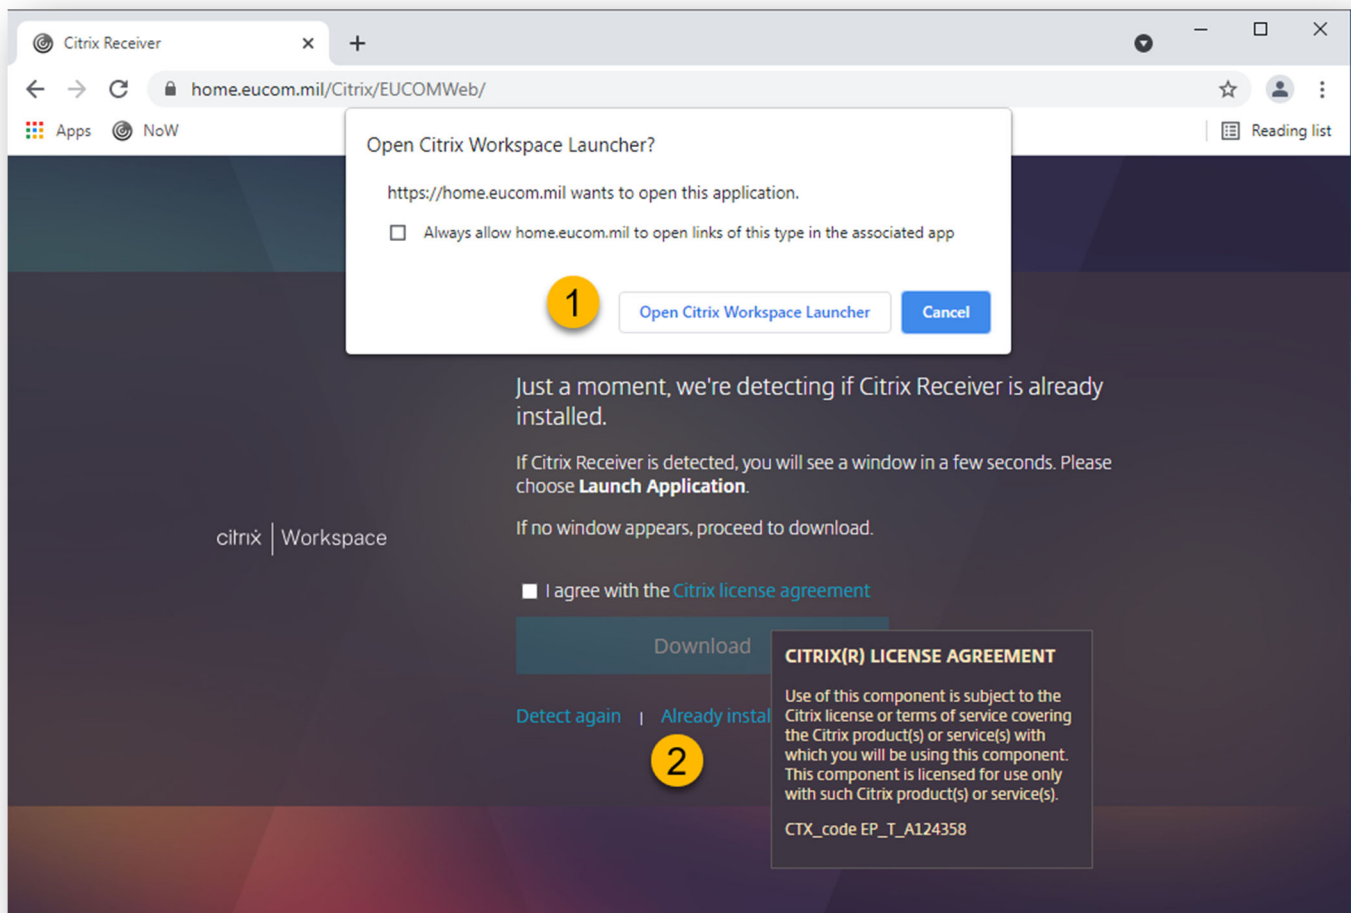 Citrix Receiver
home.eucom.mil/Citrix/EUCOMWeb/
Apps
NoW
Reading list
Open Citrix Workspace Launcher?
https://home.eucom.mil wants to open this application.
Always allow home.eucom.mil to open links of this type in the associated app
1
Open Citrix Workspace Launcher
Cancel
Just a moment, we're detecting if Citrix Receiver is already
installed.
If Citrix Receiver is detected, you will see a window in a few seconds. Please
choose Launch Application.
If no window appears, proceed to download.
citrix | Workspace
I agree with the Citrix license agreement
Download
Detect again | Already instal
2
CITRIX(R) LICENSE AGREEMENT
Use of this component is subject to the
Citrix license or terms of service covering
the Citrix product(s) or service(s) with
which you will be using this component.
This component is licensed for use only
with such Citrix product(s) or service(s).
CTX_code EP_T_A124358